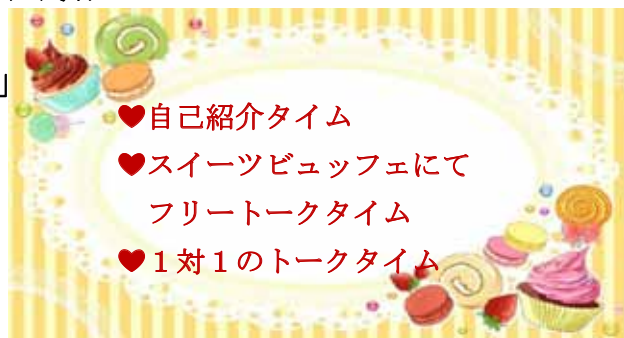 」
♥自己紹介タイム
♥スイーツビュッフェにて
フリートークタイム
♥１対１のトークタイム